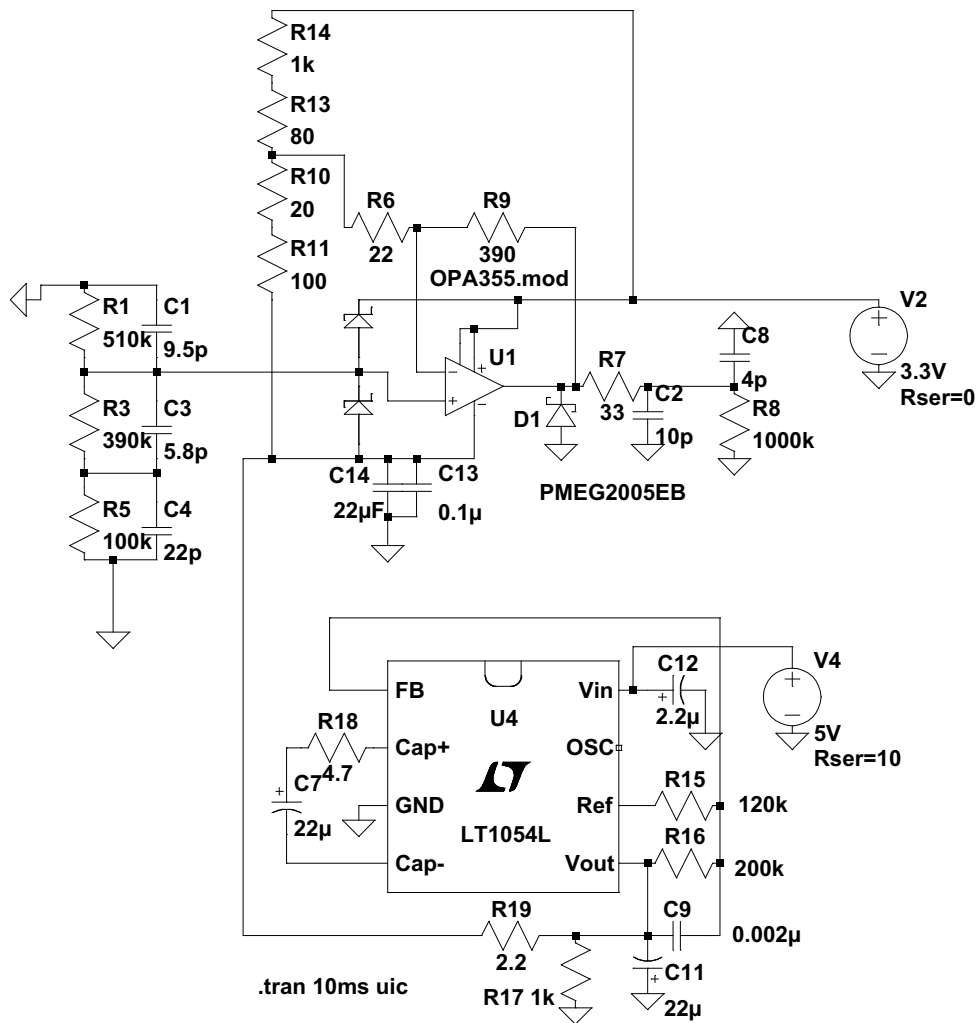 R14
1k
R13
80
R10
20
R11
100
R6
22
R9
390
OPA355.mod
V2
3.3V
Rser=0
R1
510k
C1
9.5p
U1
R3
390k
C3
5.8p
R7
33
C8
4p
C2
10p
R8
1000k
D1
PMEG2005EB
R5
100k
C4
22p
C14
22µF
C13
0.1µ
FB
Vin
U4
Cap+
OSC
GND
Ref
LT1054L
Cap-
Vout
C12
2.2µ
V4
5V
Rser=10
R18
4.7
C7
22µ
R15
120k
R16
200k
R19
2.2
C9
0.002µ
R17 1k
C11
22µ
.tran 10ms uic